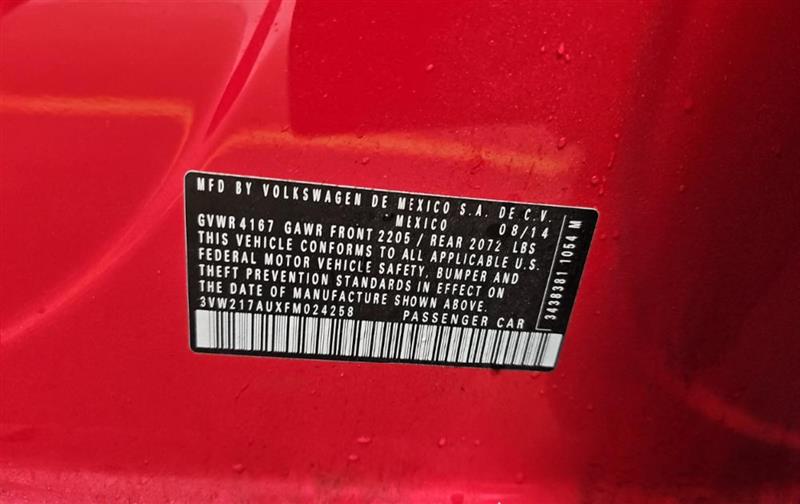 MFD BY VOLKSWAGEN DE MEXICO S.A. DE C.V.
MEXICO 08/14
GVWR 4167 GAWR FRONT 2205 / REAR 2072 LBS
THIS VEHICLE CONFORMS TO ALL APPLICABLE U.S.
FEDERAL MOTOR VEHICLE SAFETY, BUMPER AND
THEFT PREVENTION STANDARDS IN EFFECT ON
THE DATE OF MANUFACTURE SHOWN ABOVE.
3VW217AUXFM024258 PASSENGER CAR
3438381 1054 M